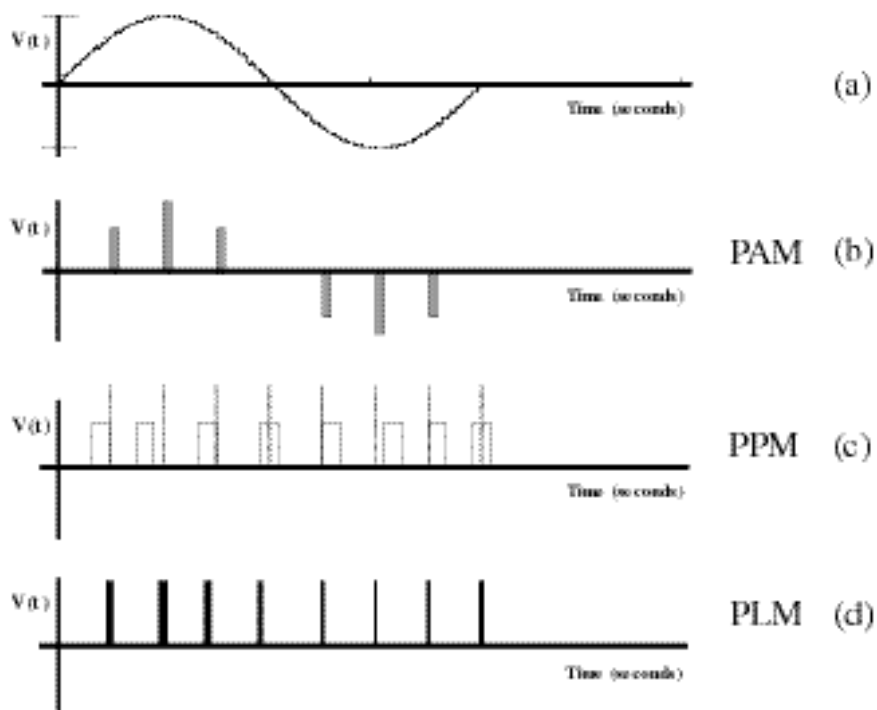 V(t)
Time (seconds)
(a)
V(t)
Time (seconds)
PAM (b)
V(t)
Time (seconds)
PPM (c)
V(t)
Time (seconds)
PLM (d)